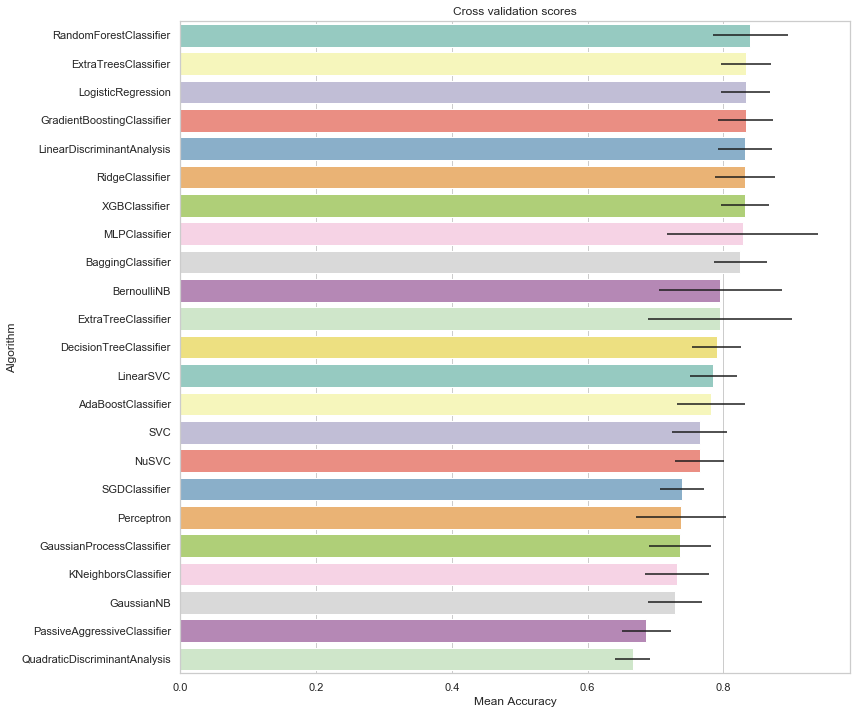 Cross validation scores
Algorithm
RandomForestClassifier
ExtraTreesClassifier
LogisticRegression
GradientBoostingClassifier
LinearDiscriminantAnalysis
RidgeClassifier
XGBClassifier
MLPClassifier
BaggingClassifier
BernoulliNB
ExtraTreeClassifier
DecisionTreeClassifier
LinearSVC
AdaBoostClassifier
SVC
NuSVC
SGDClassifier
Perceptron
GaussianProcessClassifier
KNeighborsClassifier
GaussianNB
PassiveAggressiveClassifier
QuadraticDiscriminantAnalysis
0.0 0.2 0.4 0.6 0.8
Mean Accuracy